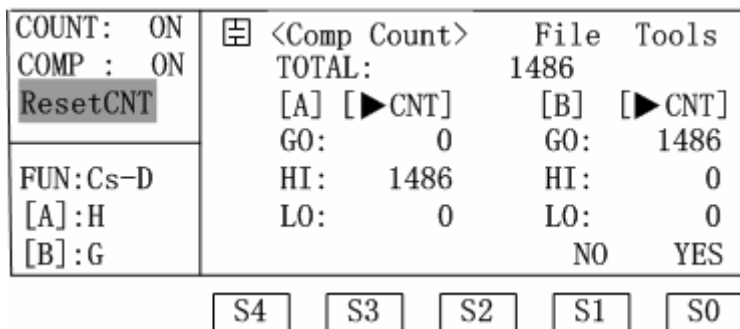 COUNT: ON
COMP : ON
ResetCNT
FUN:Cs-D
[A]:H
[B]:G
<Comp Count> File Tools
TOTAL: 1486
[A] [▶CNT] [B] [▶CNT]
GO: 0 GO: 1486
HI: 1486 HI: 0
LO: 0 LO: 0
NO YES
S4 S3 S2 S1 S0